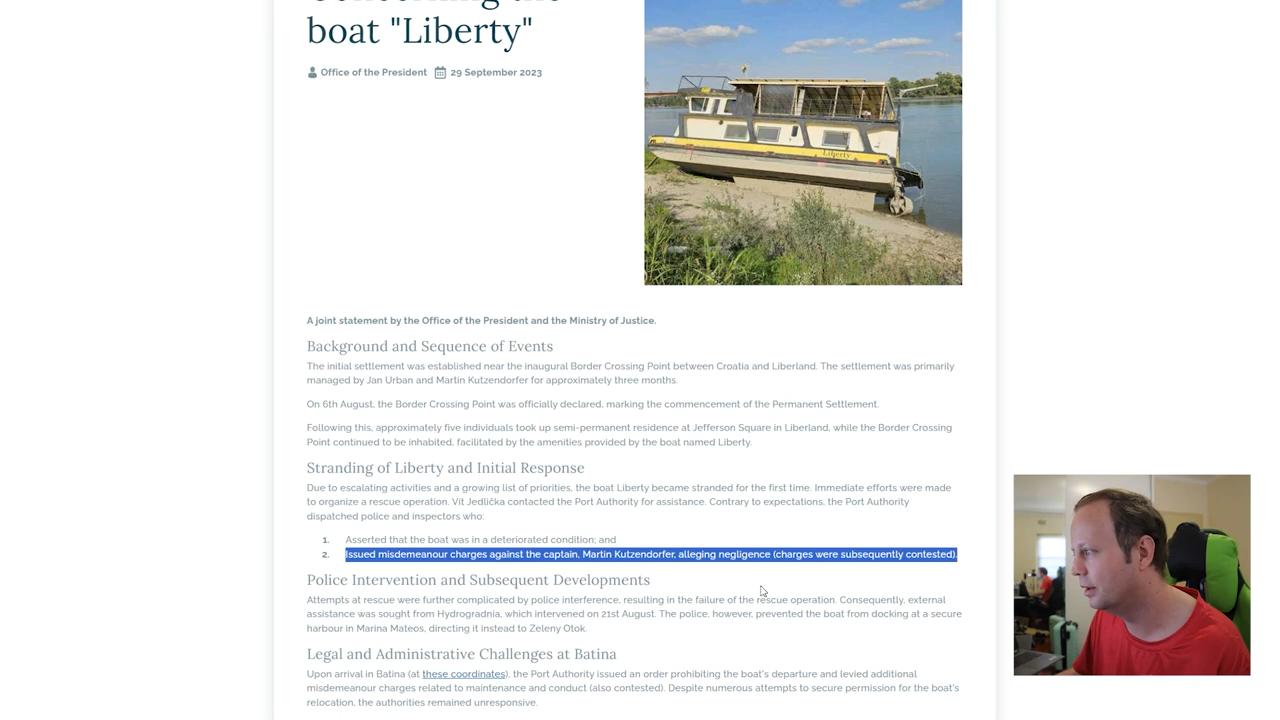 Concerning the
boat "Liberty"
Office of the President 29 September 2023
Liberty
A joint statement by the Office of the President and the Ministry of Justice.
Background and Sequence of Events
The initial settlement was established near the inaugural Border Crossing Point between Croatia and Liberland. The settlement was primarily
managed by Jan Urban and Martin Kutzendorfer for approximately three months.
On 6th August, the Border Crossing Point was officially declared, marking the commencement of the Permanent Settlement.
Following this, approximately five individuals took up semi-permanent residence at Jefferson Square in Liberland, while the Border Crossing
Point continued to be inhabited, facilitated by the amenities provided by the boat named Liberty.
Stranding of Liberty and Initial Response
Due to escalating activities and a growing list of priorities, the boat Liberty became stranded for the first time. Immediate efforts were made
to organize a rescue operation. Vít Jedlička contacted the Port Authority for assistance. Contrary to expectations, the Port Authority
dispatched police and inspectors who:
1. Asserted that the boat was in a deteriorated condition; and
2. Issued misdemeanour charges against the captain, Martin Kutzendorfer, alleging negligence (charges were subsequently contested).
Police Intervention and Subsequent Developments
Attempts at rescue were further complicated by police interference, resulting in the failure of the rescue operation. Consequently, external
assistance was sought from Hydrogradnia, which intervened on 21st August. The police, however, prevented the boat from docking at a secure
harbour in Marina Mateos, directing it instead to Zeleny Otok.
Legal and Administrative Challenges at Batina
Upon arrival in Batina (at these coordinates), the Port Authority issued an order prohibiting the boat's departure and levied additional
misdemeanour charges related to maintenance and conduct (also contested). Despite numerous attempts to secure permission for the boat's
relocation, the authorities remained unresponsive.